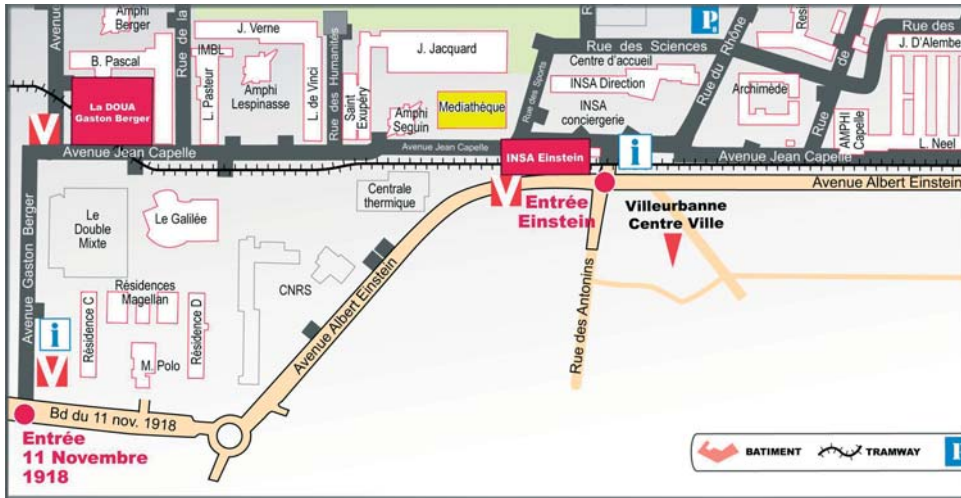 Amphi
Berger
Avenue
Rue de la
J. Verne
IMBL
B. Pascal
L. Pasteur
Amphi
Lespinasse
L. de Vinci
Rue des Humanités
Saint
Exupéry
J. Jacquard
Amphi
Seguin
Mediathèque
Rue des Sports
Rue des Sciences
Centre d'accueil
INSA Direction
INSA
conciergerie
Rue du Rhône
Archimède
Resi
Rue de
Rue des
J. D'Alembe
AMPHI
Capelle
L. Neel
P
La DOUA
Gaston Berger
V
Avenue Jean Capelle
Avenue Jean Capelle
INSA Einstein
i
Avenue Jean Capelle
Avenue Albert Einstein
V
Entrée
Einstein
Villeurbanne
Centre Ville
Centrale
thermique
Avenue Gaston Berger
Le
Double
Mixte
Le Galilée
CNRS
Résidences
Magellan
Résidence C
Résidence D
M. Polo
Avenue Albert Einstein
Rue des Antonins
i
V
Bd du 11 nov. 1918
Entrée
11 Novembre
1918
BATIMENT
TRAMWAY
P